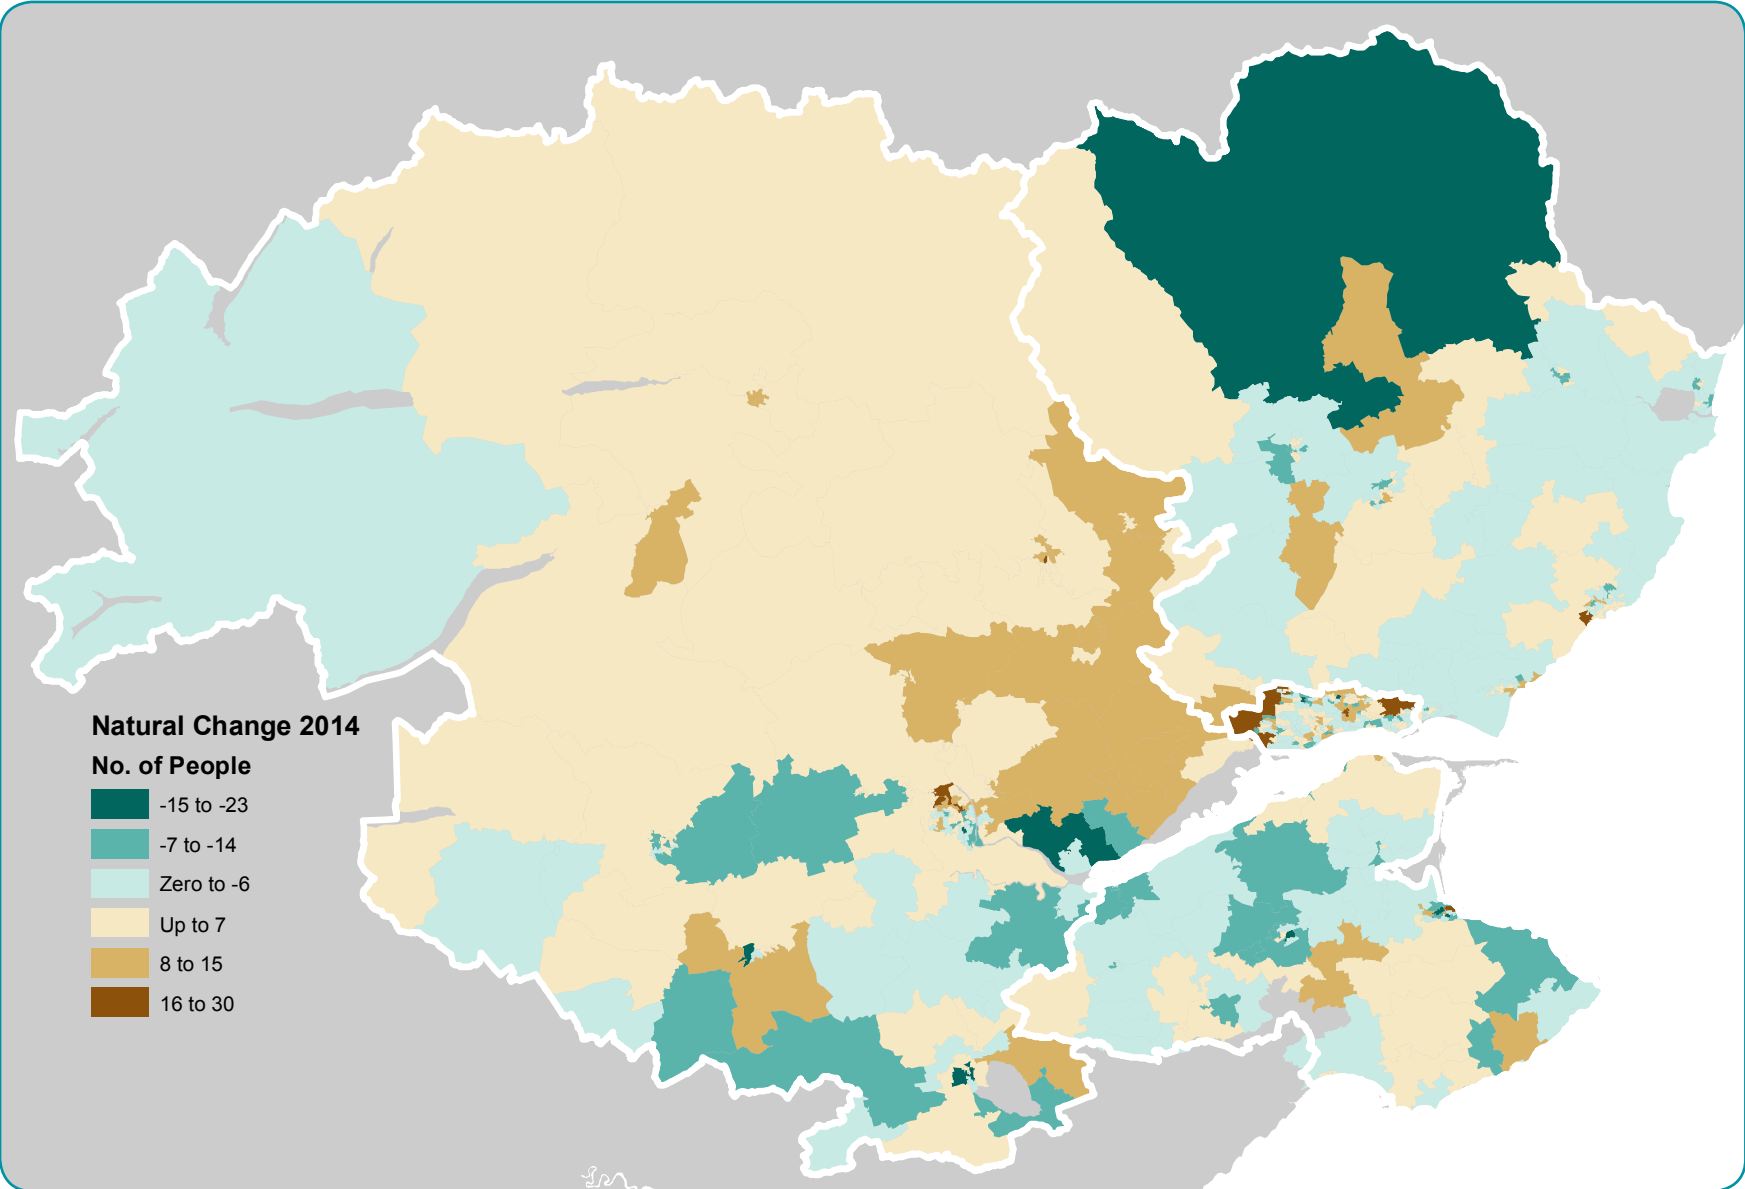 Natural Change 2014
No. of People
-15 to -23
-7 to -14
Zero to -6
Up to 7
8 to 15
16 to 30